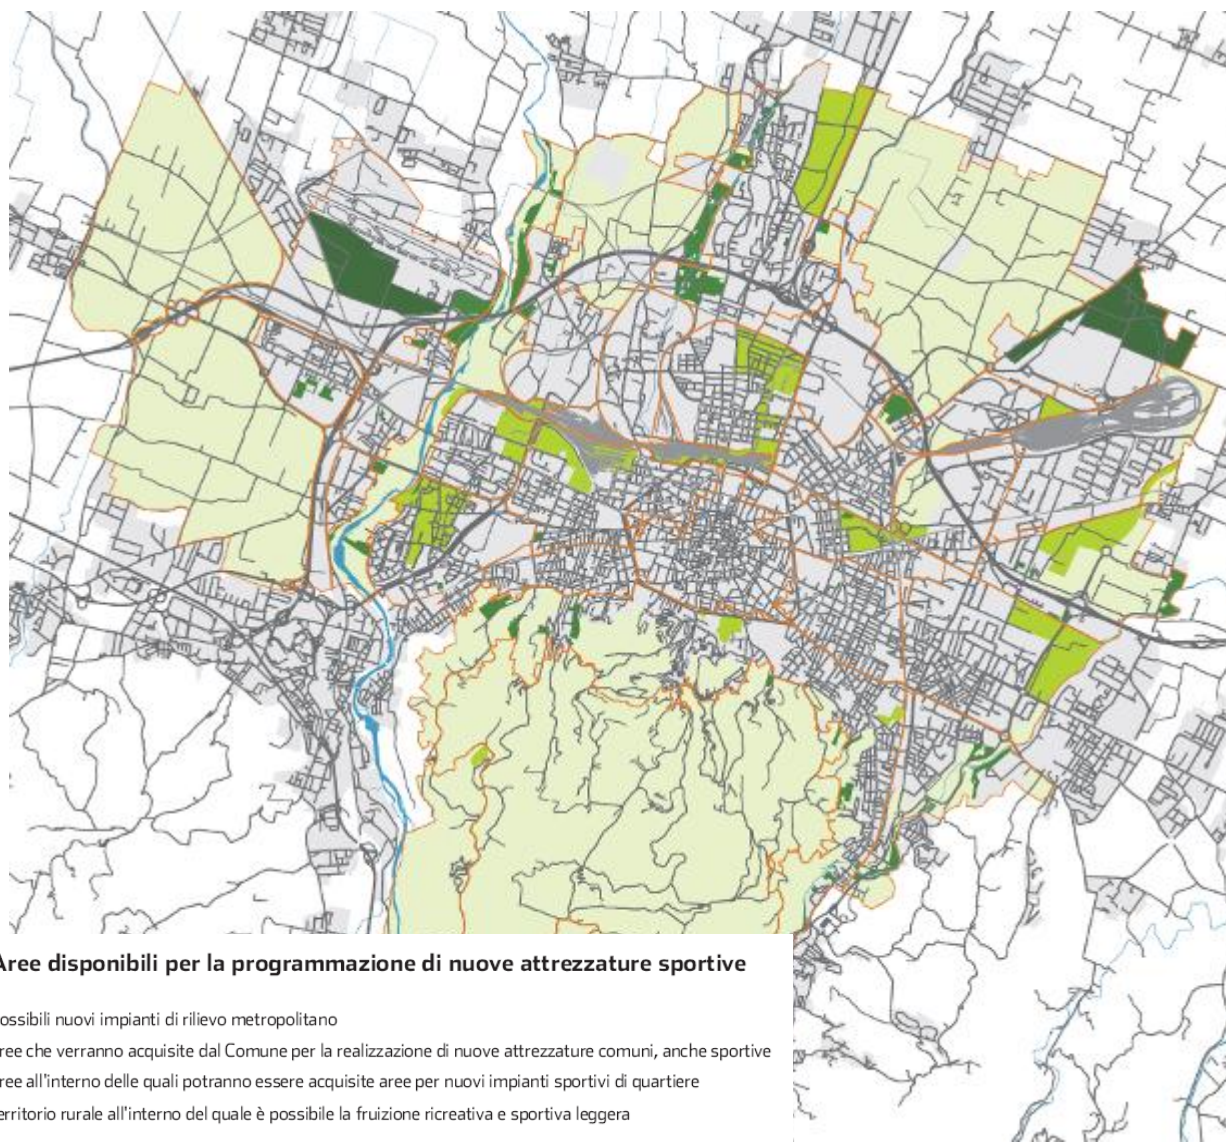 Aree disponibili per la programmazione di nuove attrezzature sportive
ossibili nuovi impianti di rilievo metropolitano
ree che verranno acquisite dal Comune per la realizzazione di nuove attrezzature comuni, anche sportive
ree all'interno delle quali potranno essere acquisite aree per nuovi impianti sportivi di quartiere
erritorio rurale all'interno del quale è possibile la fruizione ricreativa e sportiva leggera